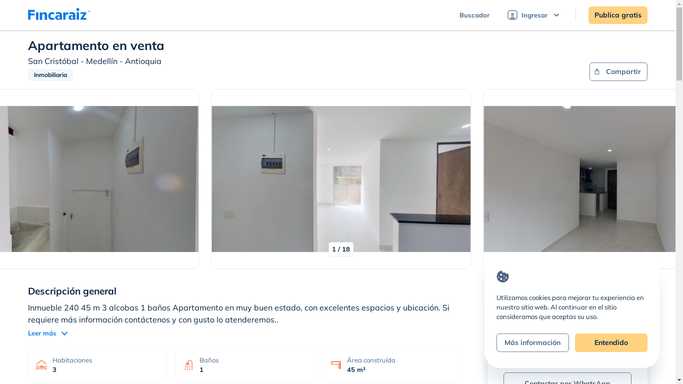 Fincaraiz
Buscador
Ingresar
Publica gratis
Apartamento en venta
San Cristóbal - Medellín - Antioquia
Inmobiliaria
Compartir
1 / 18
Descripción general
Inmueble 240 45 m 3 alcobas 1 baños Apartamento en muy buen estado, con excelentes espacios y ubicación. Si
requiere más información contáctenos y con gusto lo atenderemos..
Leer más
Habitaciones
3
Baños
1
Área construída
45 m²
Utilizamos cookies para mejorar tu experiencia en
nuestro sitio web. Al continuar en el sitio
consideramos que aceptas su uso.
Más información
Entendido
Contactar por WhatsApp